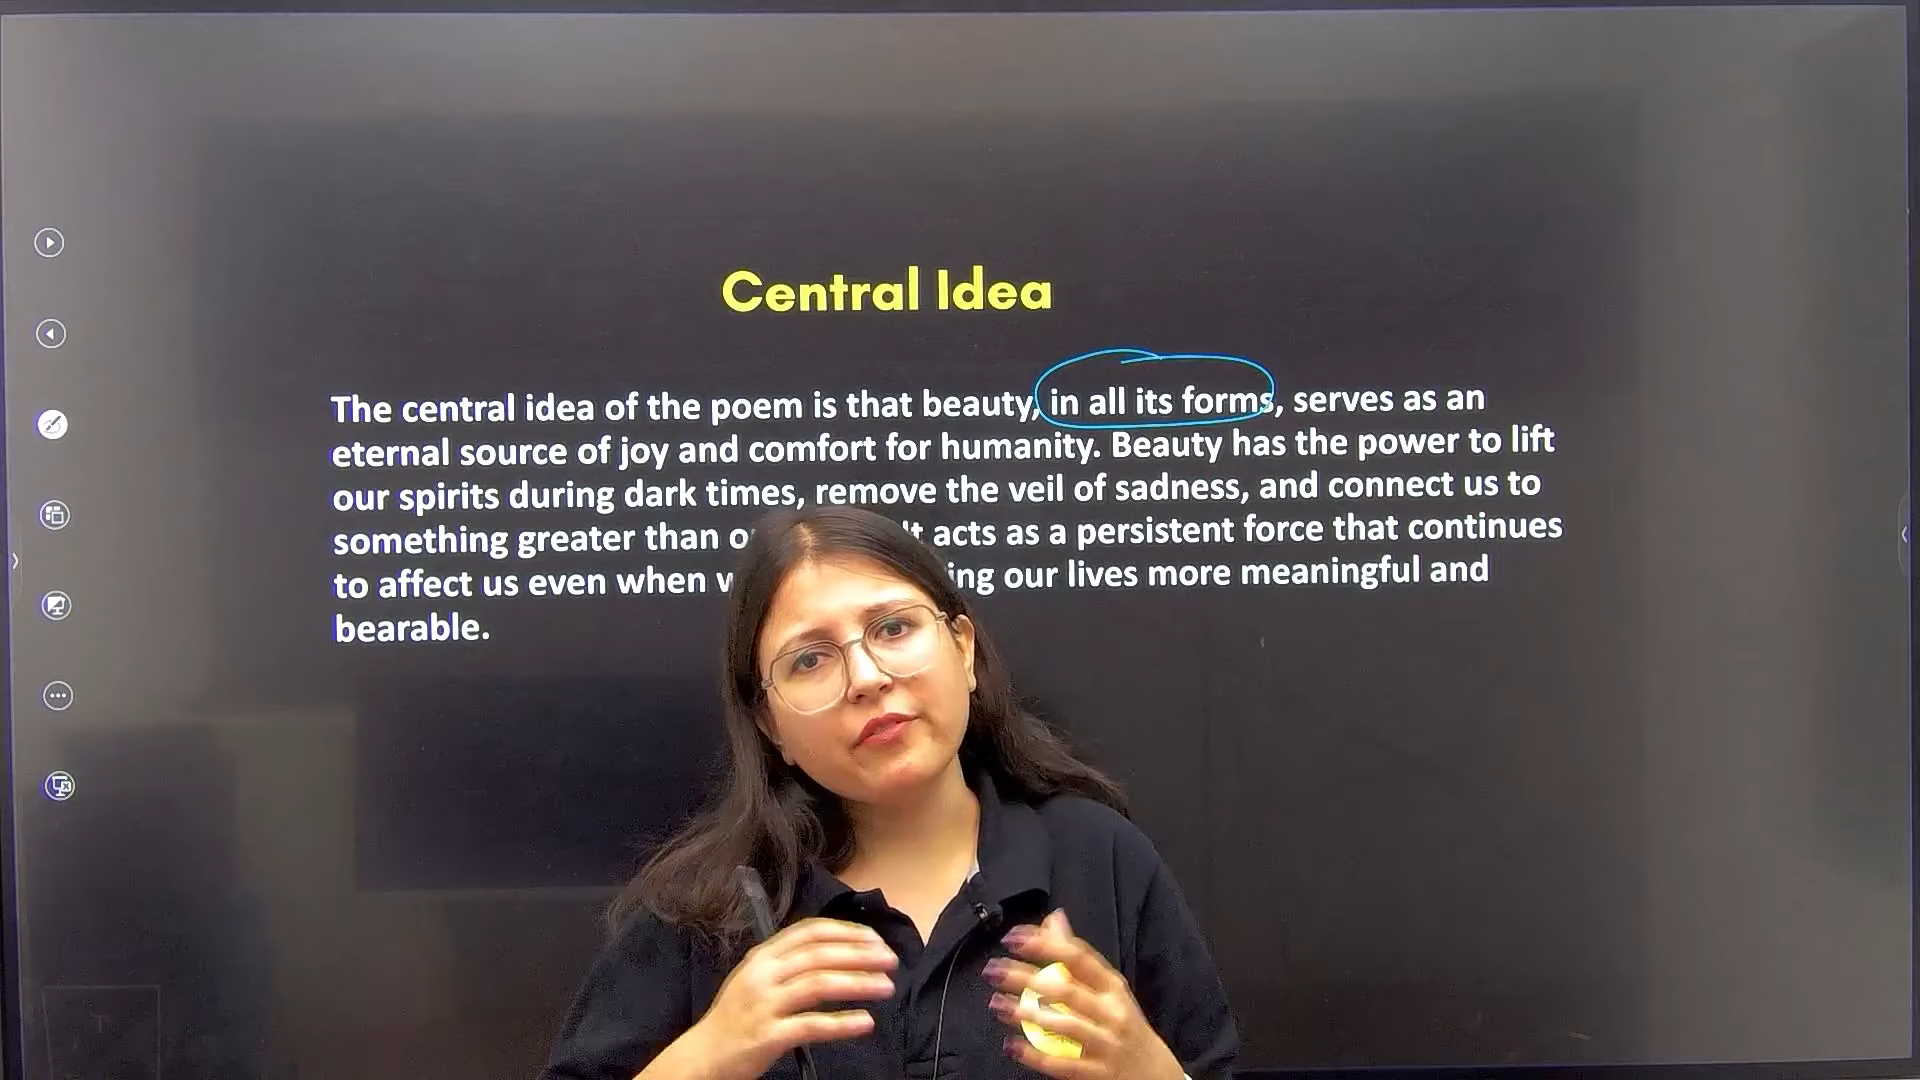 Central Idea
The central idea of the poem is that beauty, in all its forms, serves as an
eternal source of joy and comfort for humanity. Beauty has the power to lift
our spirits during dark times, remove the veil of sadness, and connect us to
something greater than acts as a persistent force that continues
to affect us even when our lives more meaningful and
bearable.